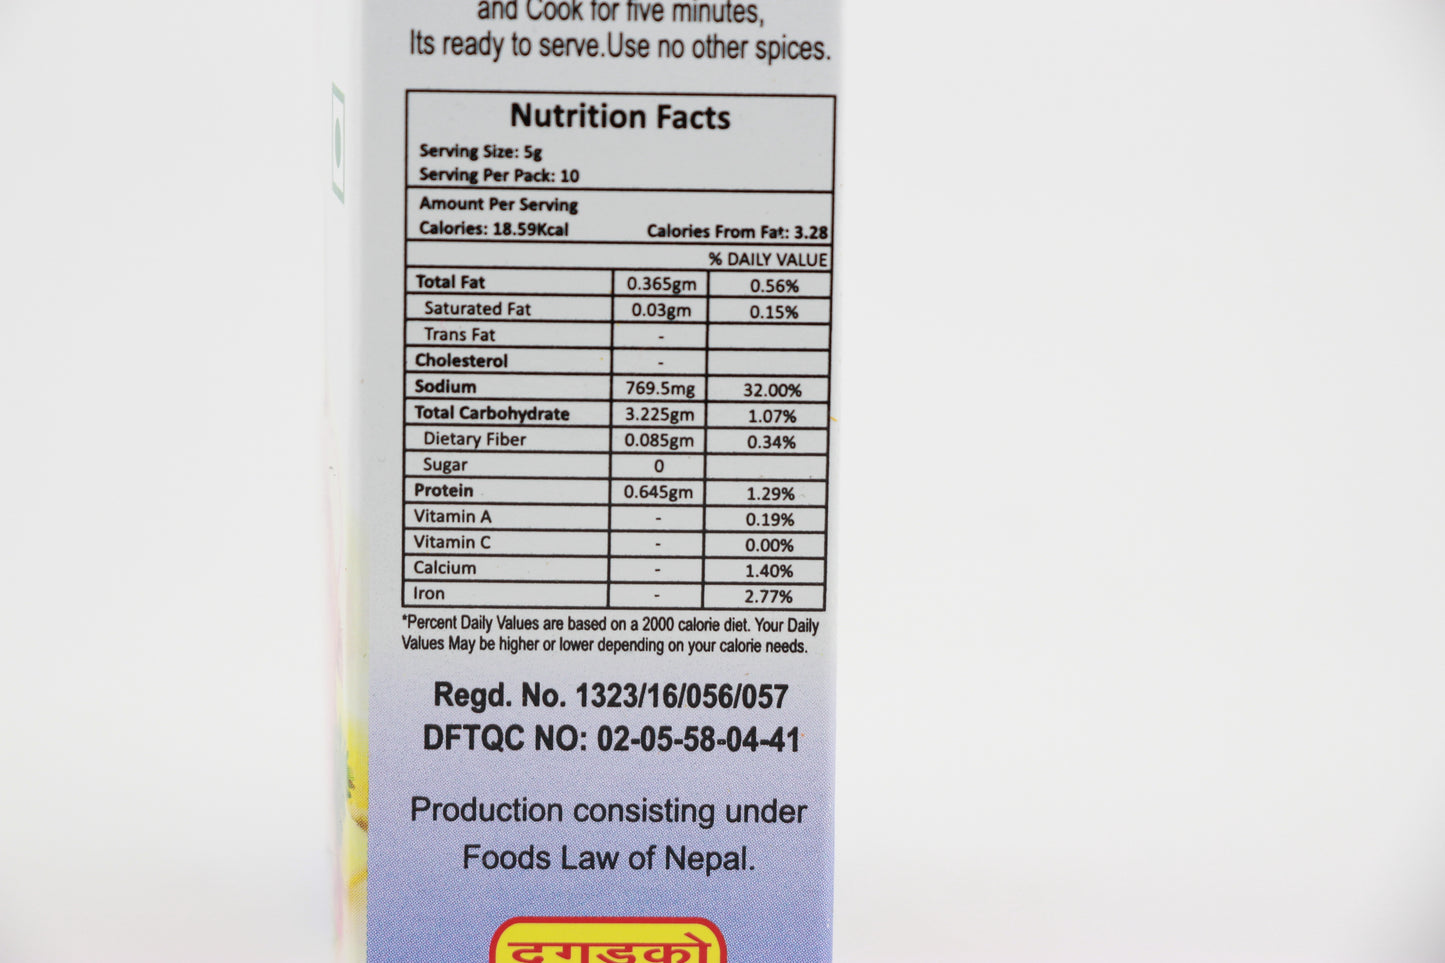 and Cook for five minutes,
Its ready to serve.Use no other spices.
Nutrition Facts
Serving Size: 5g
Serving Per Pack: 10
Amount Per Serving
Calories: 18.59Kcal Calories From Fat: 3.28
% DAILY VALUE
Total Fat 0.365gm 0.56%
Saturated Fat 0.03gm 0.15%
Trans Fat -
Cholesterol -
Sodium 769.5mg 32.00%
Total Carbohydrate 3.225gm 1.07%
Dietary Fiber 0.085gm 0.34%
Sugar 0
Protein 0.645gm 1.29%
Vitamin A - 0.19%
Vitamin C - 0.00%
Calcium - 1.40%
Iron - 2.77%
*Percent Daily Values are based on a 2000 calorie diet. Your Daily
Values May be higher or lower depending on your calorie needs.
Regd. No. 1323/16/056/057
DFTQC NO: 02-05-58-04-41
Production consisting under
Foods Law of Nepal.